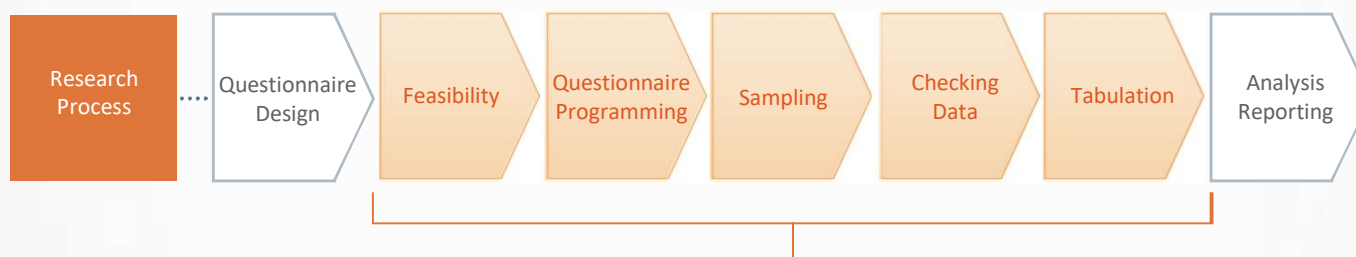 Research
Process
Questionnaire
Design
Feasibility
Questionnaire
Programming
Sampling
Checking
Data
Tabulation
Analysis
Reporting